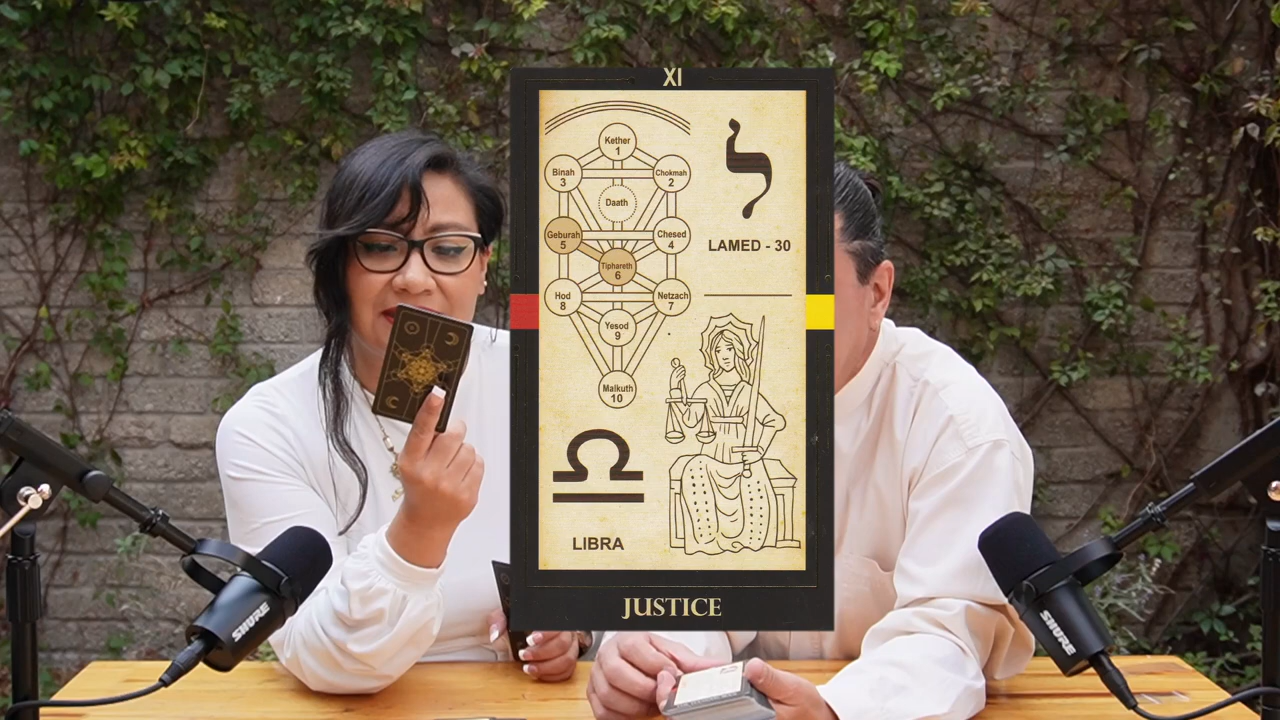 XI
Kether
1
Binah
3
Chokmah
2
Daath
Geburah
5
Chesed
4
Tiphareth
6
Hod
8
Netzach
7
Yesod
9
Malkuth
10
ל
LAMED - 30
LIBRA
JUSTICE
SHURE
SHURE